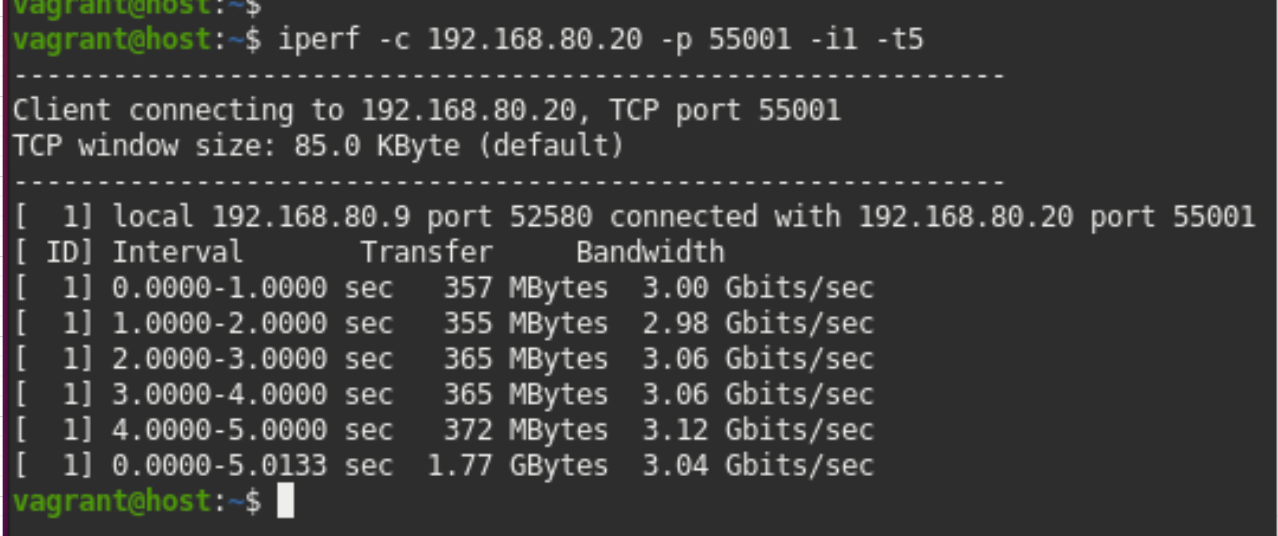 vagrant@host:~$
vagrant@host:~$ iperf -c 192.168.80.20 -p 55001 -i1 -t5
------------------------------------------------------------
Client connecting to 192.168.80.20, TCP port 55001
TCP window size: 85.0 KByte (default)
------------------------------------------------------------
[  1] local 192.168.80.9 port 52580 connected with 192.168.80.20 port 55001
[ ID] Interval       Transfer     Bandwidth
[  1] 0.0000-1.0000 sec   357 MBytes  3.00 Gbits/sec
[  1] 1.0000-2.0000 sec   355 MBytes  2.98 Gbits/sec
[  1] 2.0000-3.0000 sec   365 MBytes  3.06 Gbits/sec
[  1] 3.0000-4.0000 sec   365 MBytes  3.06 Gbits/sec
[  1] 4.0000-5.0000 sec   372 MBytes  3.12 Gbits/sec
[  1] 0.0000-5.0133 sec  1.77 GBytes  3.04 Gbits/sec
vagrant@host:~$